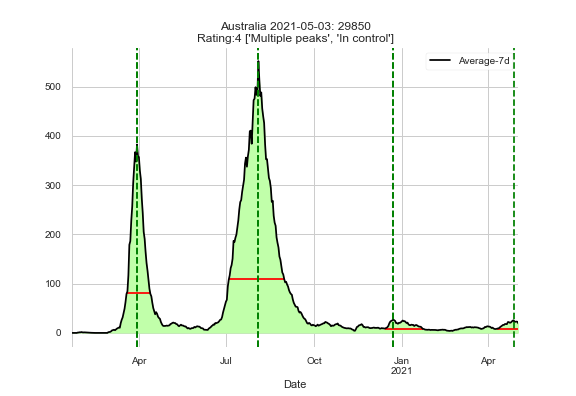 Australia 2021-05-03: 29850
Rating:4 ['Multiple peaks', 'In control']
Average-7d
500
400
300
200
100
0
Apr
Jul
Oct
Jan
2021
Apr
Date